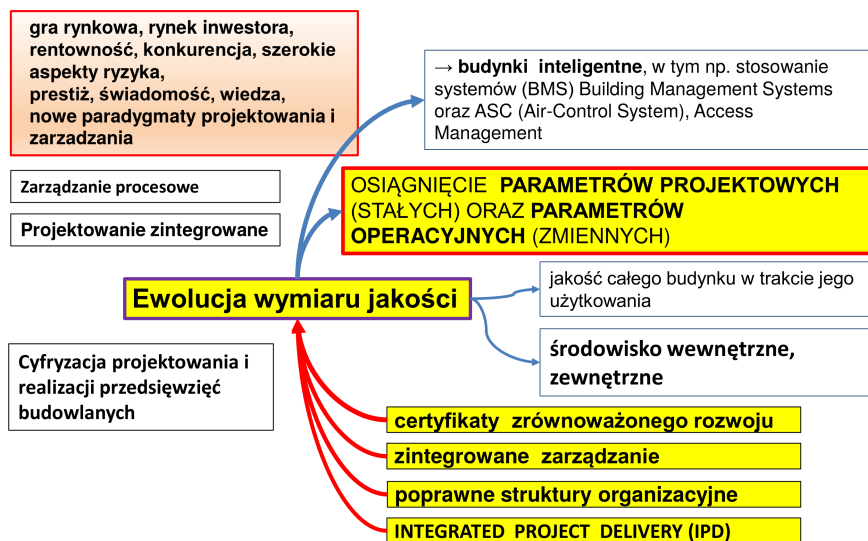 gra rynkowa, rynek inwestora,
rentowność, konkurencja, szerokie
aspekty ryzyka,
prestiż, świadomość, wiedza,
nowe paradygmaty projektowania i
zarzadzania
→ budynki inteligentne, w tym np. stosowanie
systemów (BMS) Building Management Systems
oraz ASC (Air-Control System), Access
Management
Zarządzanie procesowe
Projektowanie zintegrowane
OSIĄGNIĘCIE PARAMETRÓW PROJEKTOWYCH
(STAŁYCH) ORAZ PARAMETRÓW
OPERACYJNYCH (ZMIENNYCH)
Ewolucja wymiaru jakości
jakość całego budynku w trakcie jego
użytkowania
środowisko wewnętrzne,
zewnętrzne
Cyfryzacja projektowania i
realizacji przedsięwzięć
budowlanych
certyfikaty zrównoważonego rozwoju
zintegrowane zarządzanie
poprawne struktury organizacyjne
INTEGRATED PROJECT DELIVERY (IPD)